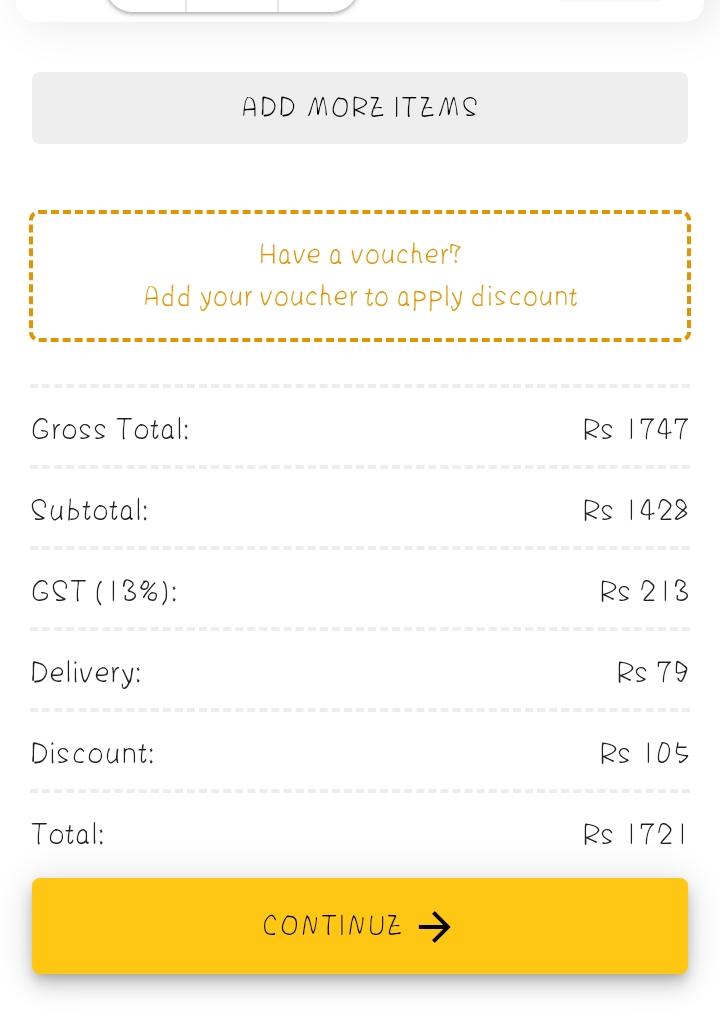 ADD MORE ITEMS
Have a voucher?
Add your voucher to apply discount
Gross Total: Rs 1747
Subtotal: Rs 1428
GST (13%): Rs 213
Delivery: Rs 79
Discount: Rs 105
Total: Rs 1721
CONTINUE →